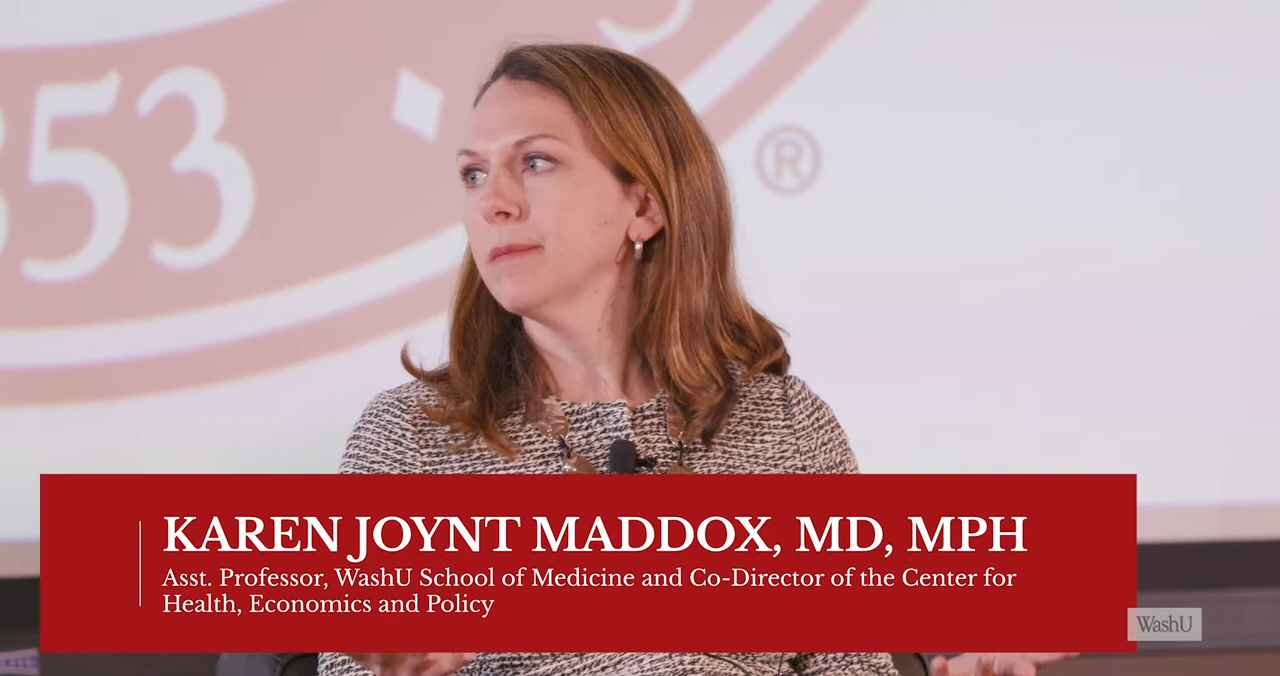 53
®
KAREN JOYNT MADDOX, MD, MPH
Asst. Professor, WashU School of Medicine and Co-Director of the Center for
Health, Economics and Policy
WashU